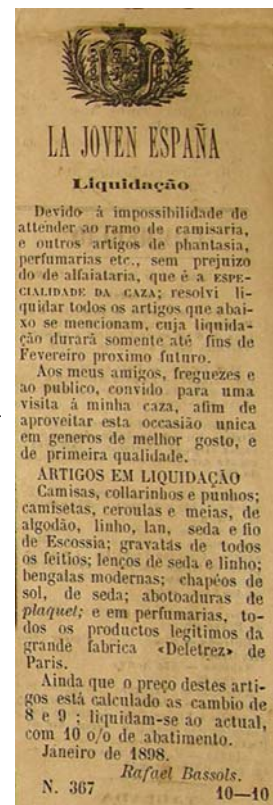 LA JOVEN ESPAÑA
Liquidação
Devido á impossibilidade de
attender ao ramo de camisaria,
e outros artigos de phantasia,
perfumarias etc., sem prejuizo
do de alfaiataria, que é a ESPE-
CIALIDADE DA CAZA; resolvi li-
quidar todos os artigos que abai-
xo se mencionam, cuja liquida-
ção durará somente até fins de
Fevereiro proximo futuro.
Aos meus amigos, freguezes e
ao publico, convido para uma
visita á minha caza, afim de
aproveitar esta occasião unica
em generos de melhor gosto, e
de primeira qualidade.
ARTIGOS EM LIQUIDAÇÃO
Camisas, collarinhos e punhos;
camisetas, ceroulas e meias, de
algodão, linho, lan, seda e fio
de Escossia; gravatás de todos
os feitios; lenços de seda e linho;
bengalas modernas; chapéos de
sol, de seda; abotoaduras de
plaquet; e em perfumarias, to-
dos os productos legitimos da
grande fabrica «Deletrez» de
Paris.
Ainda que o preço destes arti-
gos está calculado as cambio de
8 e 9 ; liquidam-se ao actual,
com 10 o/o de abatimento.
Janeiro de 1898.
Rafael Bassols.
N. 367 10—10